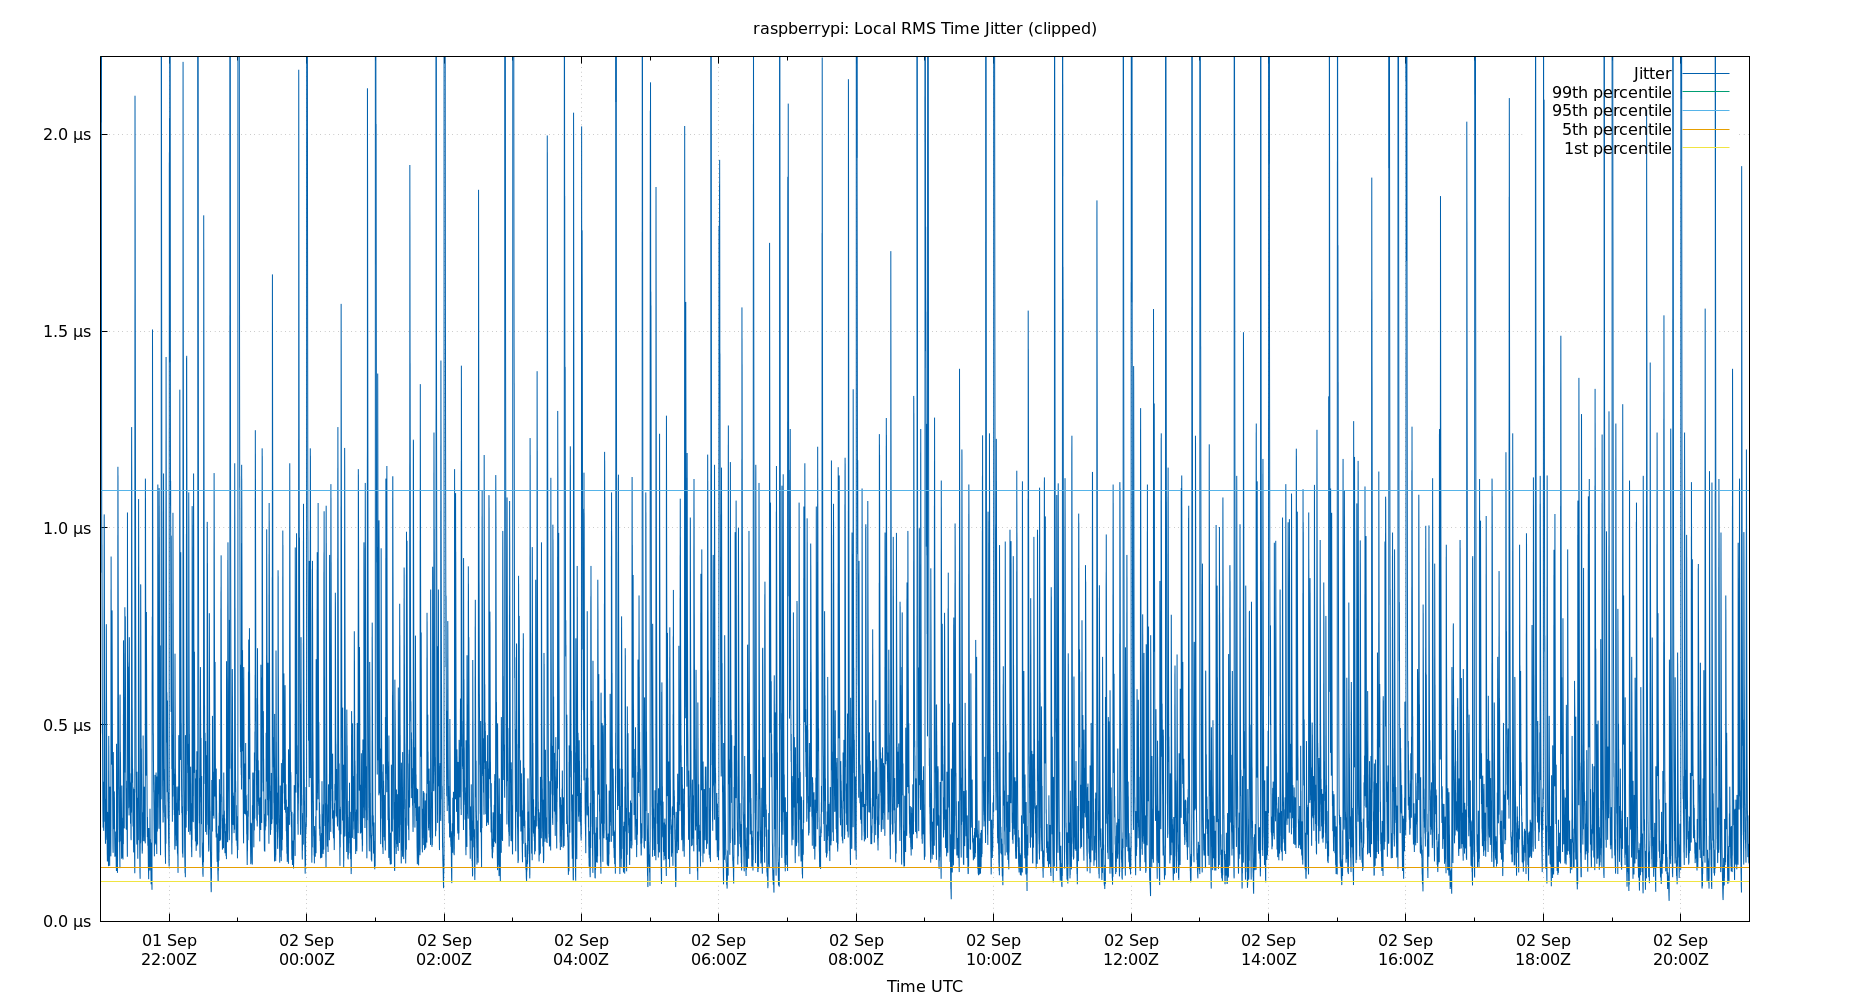 raspberrypi: Local RMS Time Jitter (clipped)
Jitter
99th percentile
95th percentile
5th percentile
1st percentile
2.0 µs
1.5 µs
1.0 µs
0.5 µs
0.0 µs
01 Sep 02 Sep 02 Sep 02 Sep 02 Sep 02 Sep 02 Sep 02 Sep 02 Sep 02 Sep 02 Sep 02 Sep
22:00Z 00:00Z 02:00Z 04:00Z 06:00Z 08:00Z 10:00Z 12:00Z 14:00Z 16:00Z 18:00Z 20:00Z
Time UTC